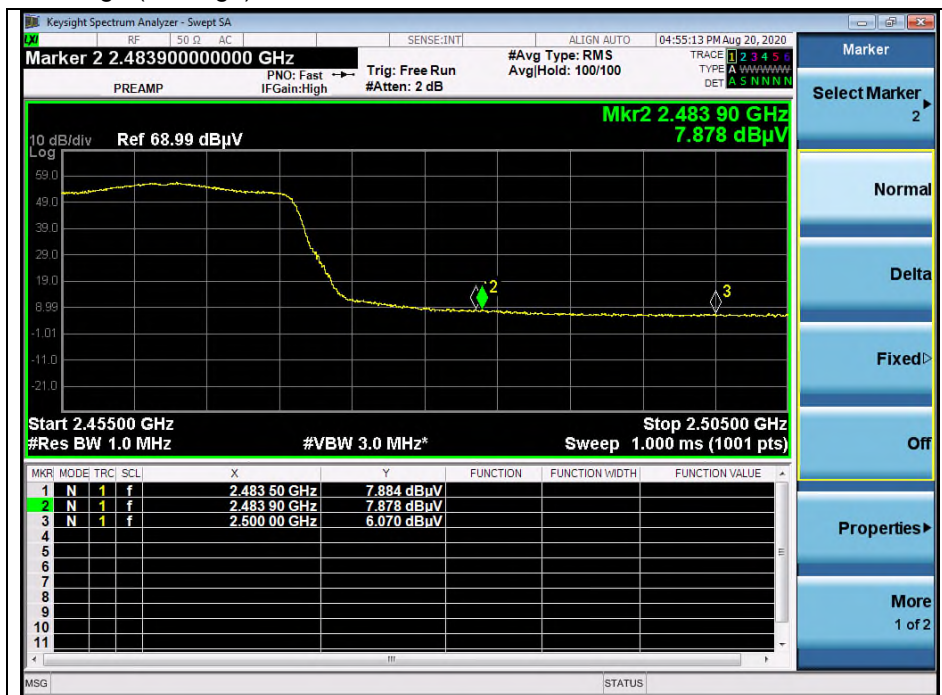 Keysight Spectrum Analyzer - Swept SA
LXI RF 50 Ω AC SENSE:INT ALIGN AUTO 04:55:13 PM Aug 20, 2020
Marker 2 2.483900000000 GHz
PNO: Fast
IFGain:High
PREAMP
Trig: Free Run
#Atten: 2 dB
#Avg Type: RMS
Avg|Hold: 100/100
TRACE 1 2 3 4 5 6
TYPE A WWWWW
DET A S N N N N
Mkr2 2.483 90 GHz
7.878 dBµV
10 dB/div Ref 68.99 dBµV
Log
59.0
49.0
39.0
29.0
19.0
8.99
-1.01
-11.0
-21.0
2
3
Start 2.45500 GHz Stop 2.50500 GHz
#Res BW 1.0 MHz #VBW 3.0 MHz* Sweep 1.000 ms (1001 pts)
MKR MODE TRC SCL X Y FUNCTION FUNCTION WIDTH FUNCTION VALUE
1 N 1 f 2.483 50 GHz 7.884 dBµV
2 N 1 f 2.483 90 GHz 7.878 dBµV
3 N 1 f 2.500 00 GHz 6.070 dBµV
4
5
6
7
8
9
10
11
MSG STATUS
Marker
Select Marker
2
Normal
Delta
Fixed
Off
Properties
More
1 of 2